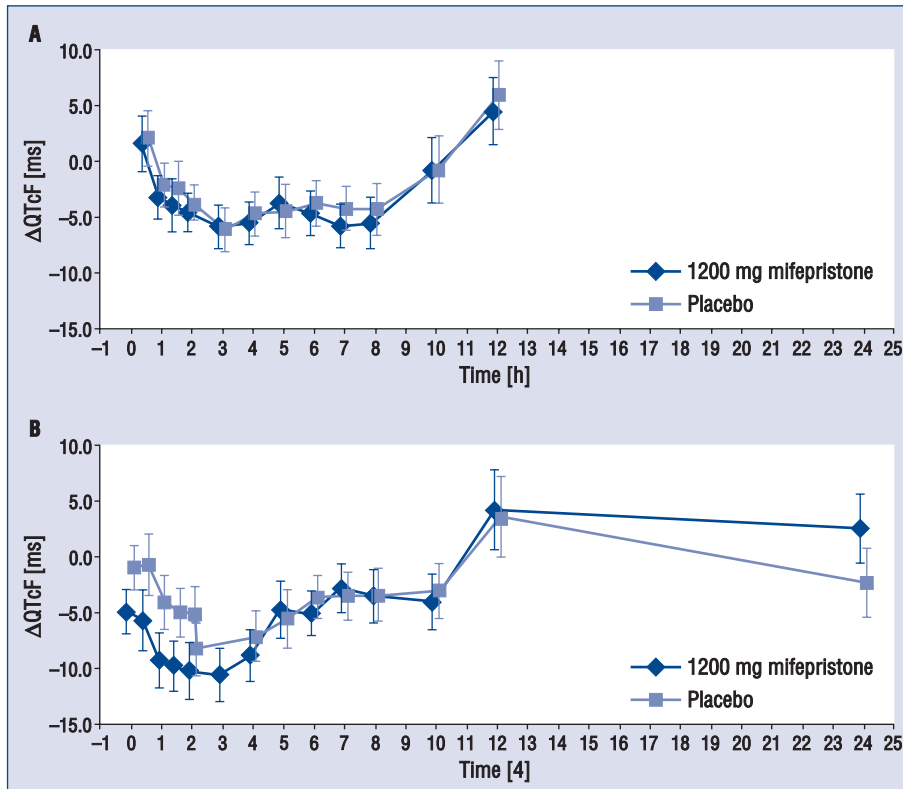 A
10.0
5.0
0.0
–5.0
–10.0
–15.0
ΔQTcF [ms]
1200 mg mifepristone
Placebo
–1 0 1 2 3 4 5 6 7 8 9 10 11 12 13 14 15 16 17 18 19 20 21 22 23 24 25
Time [h]
B
10.0
5.0
0.0
–5.0
–10.0
–15.0
ΔQTcF [ms]
1200 mg mifepristone
Placebo
–1 0 1 2 3 4 5 6 7 8 9 10 11 12 13 14 15 16 17 18 19 20 21 22 23 24 25
Time [4]